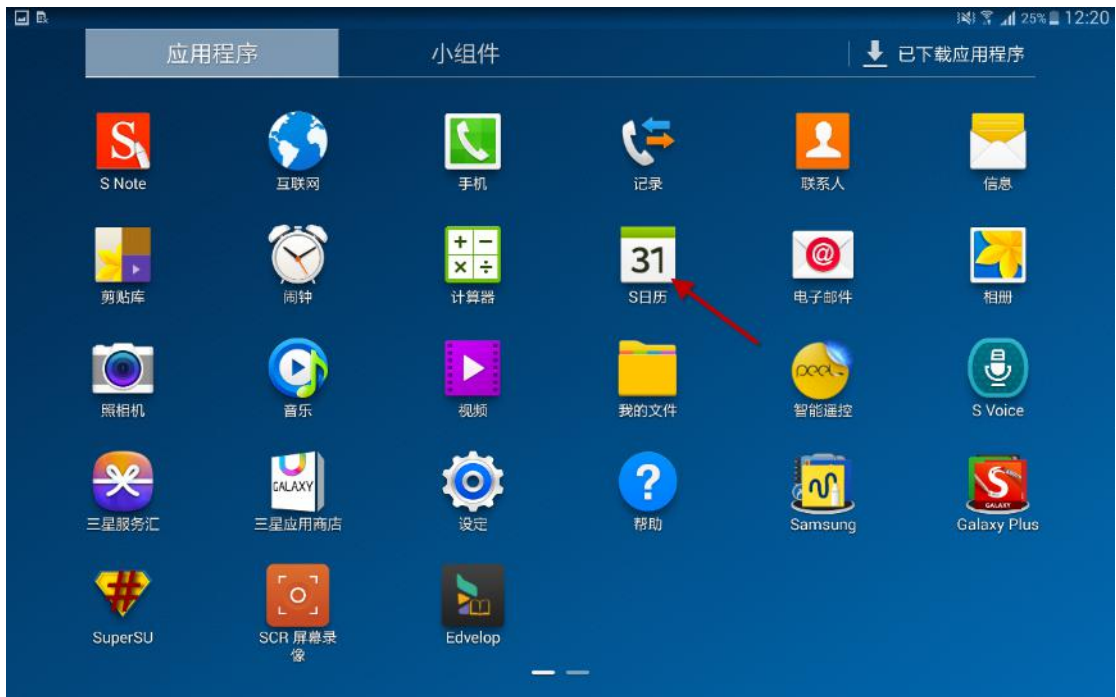 25% 12:20
应用程序
小组件
已下载应用程序
S Note
互联网
手机
记录
联系人
信息
31
剪贴库
闹钟
计算器
S日历
电子邮件
相册
peel
照相机
音乐
视频
我的文件
智能遥控
S Voice
GALAXY
S
GALAXY
三星服务汇
三星应用商店
设定
帮助
Samsung
Galaxy Plus
SuperSU
SCR 屏幕录
像
Edvelop